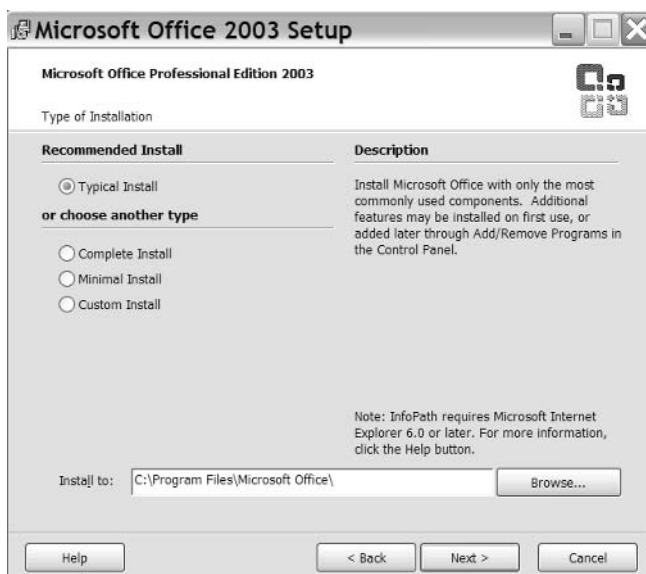 Microsoft Office 2003 Setup
Microsoft Office Professional Edition 2003
Type of Installation
Recommended Install
Typical Install
or choose another type
Complete Install
Minimal Install
Custom Install
Description
Install Microsoft Office with only the most
commonly used components. Additional
features may be installed on first use, or
added later through Add/Remove Programs in
the Control Panel.
Note: InfoPath requires Microsoft Internet
Explorer 6.0 or later. For more information,
click the Help button.
Install to: C:\Program Files\Microsoft Office\ Browse...
Help < Back Next > Cancel